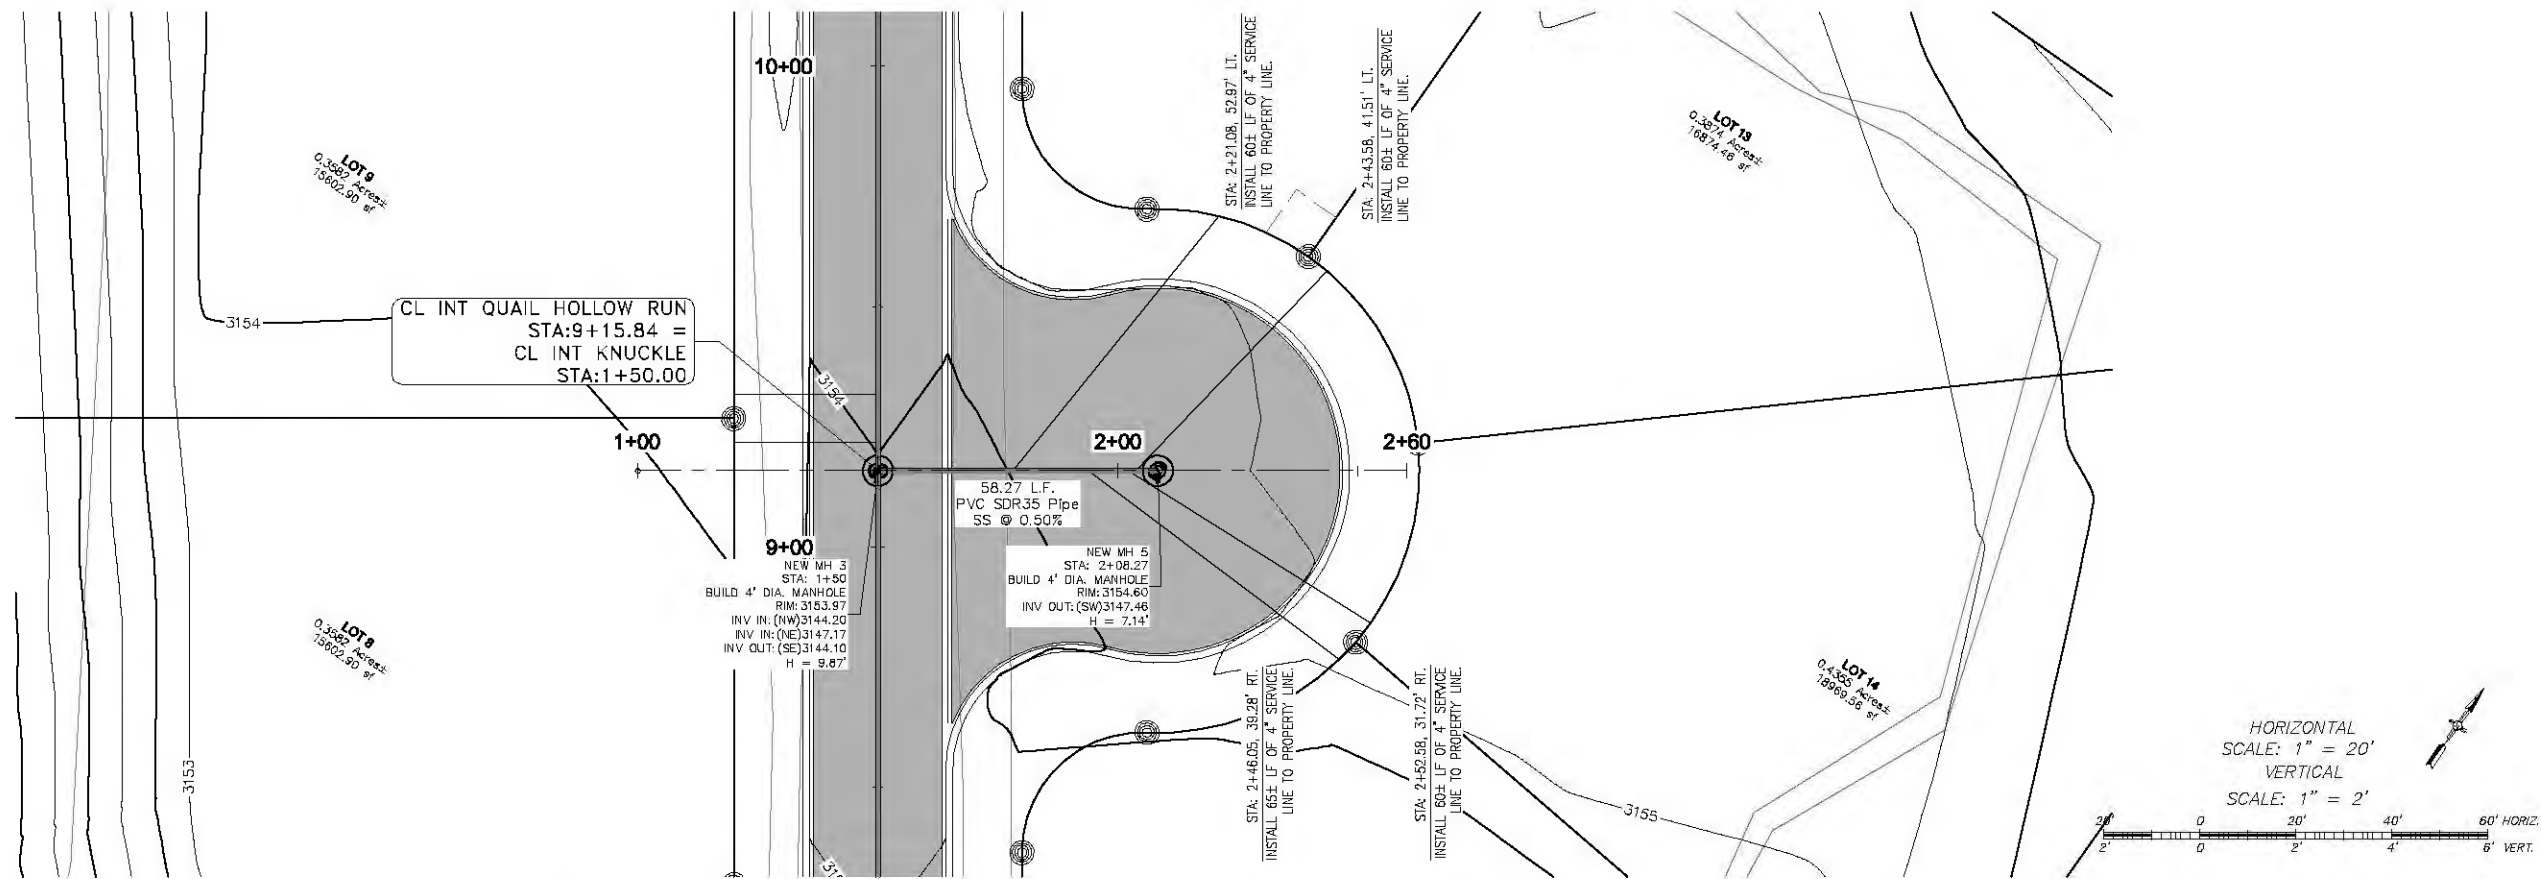 10+00
STA: 2+21.08, 52.97' LT.
INSTALL 60± LF OF 4" SERVICE
LINE TO PROPERTY LINE.
STA: 2+43.58, 41.51' LT.
INSTALL 60± LF OF 4" SERVICE
LINE TO PROPERTY LINE.
LOT 13
0.3874 Acres±
16874.46 sf
LOT 9
0.3582 Acres±
15602.90 sf
3154
CL INT QUAIL HOLLOW RUN
STA:9+15.84 =
CL INT KNUCKLE
STA:1+50.00
3154
1+00
2+00
2+60
58.27 L.F.
PVC SDR35 Pipe
SS @ 0.50%
9+00
NEW MH 3
STA: 1+50
BUILD 4' DIA. MANHOLE
RIM:3153.97
INV IN:(NW)3144.20
INV IN:(NE)3147.17
INV OUT:(SE)3144.10
H = 9.87'
NEW MH 5
STA: 2+08.27
BUILD 4' DIA. MANHOLE
RIM:3154.60
INV OUT:(SW)3147.46
H = 7.14'
LOT 8
0.3582 Acres±
15602.90 sf
3153
STA: 2+46.05, 39.28' RT.
INSTALL 65± LF OF 4" SERVICE
LINE TO PROPERTY LINE.
STA: 2+52.58, 31.72' RT.
INSTALL 60± LF OF 4" SERVICE
LINE TO PROPERTY LINE.
LOT 14
0.4355 Acres±
18969.56 sf
3155
HORIZONTAL
SCALE: 1" = 20'
VERTICAL
SCALE: 1" = 2'
20' 0 20' 40' 60' HORIZ.
2' 0 2' 4' 6' VERT.